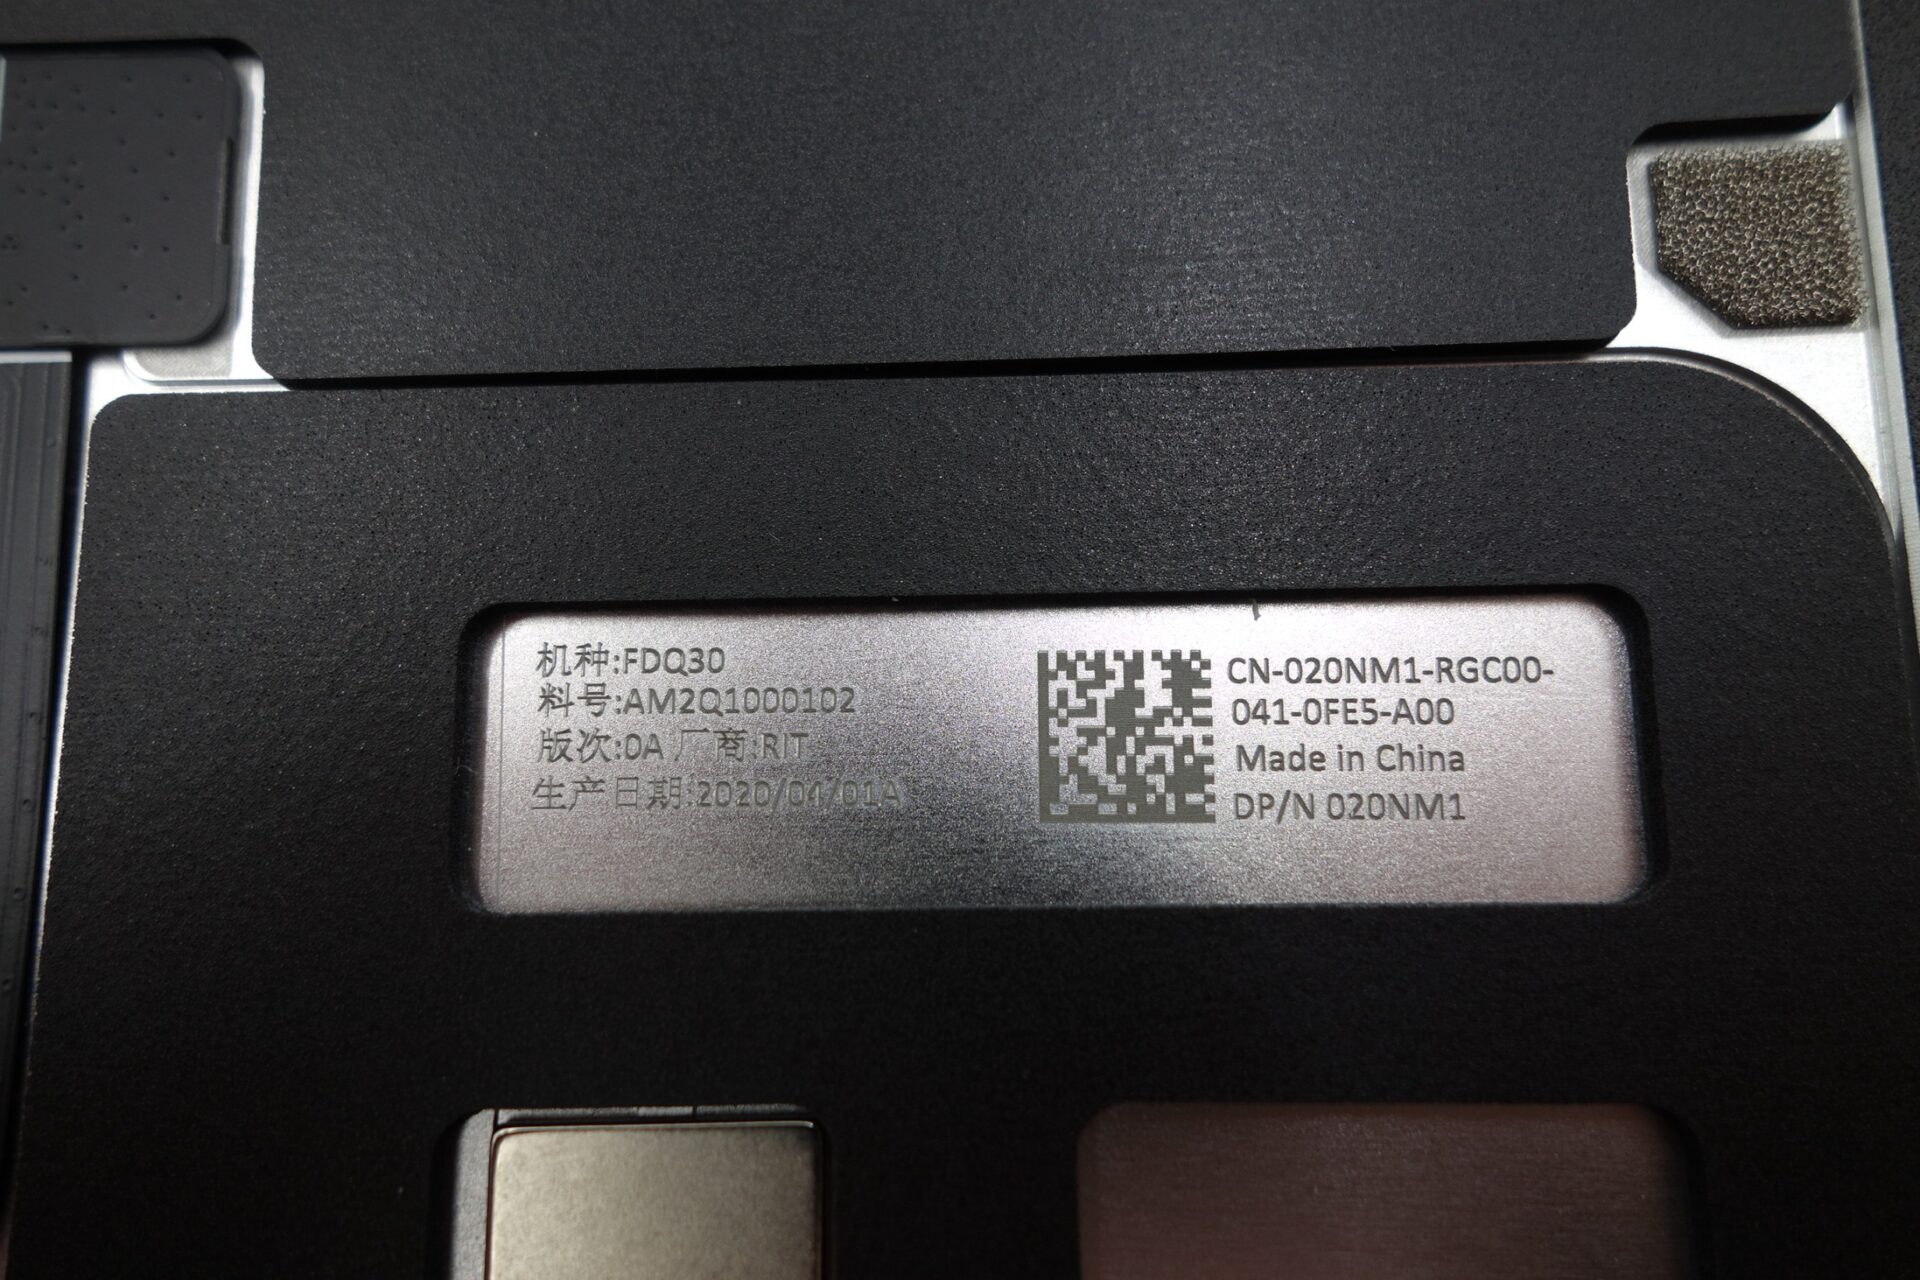 机种:FDQ30
料号:AM2Q1000102
版次:0A 厂商:RIT
生产日期:2020/04/01A
CN-020NM1-RGC00-
041-0FE5-A00
Made in China
DP/N 020NM1